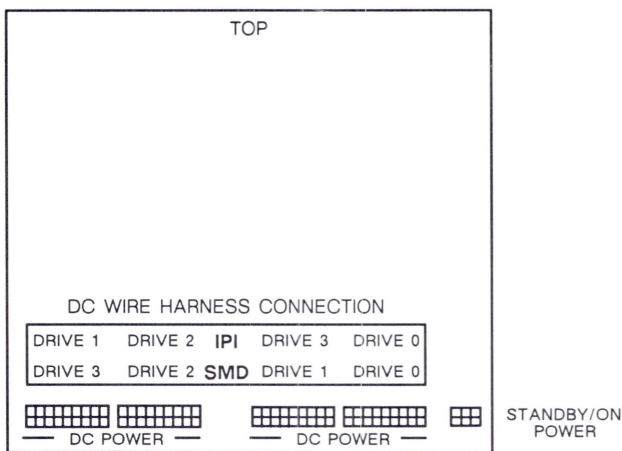 TOP
DC WIRE HARNESS CONNECTION
DRIVE 1 DRIVE 2 IPI DRIVE 3 DRIVE 0
DRIVE 3 DRIVE 2 SMD DRIVE 1 DRIVE 0
DC POWER DC POWER
STANDBY/ON
POWER